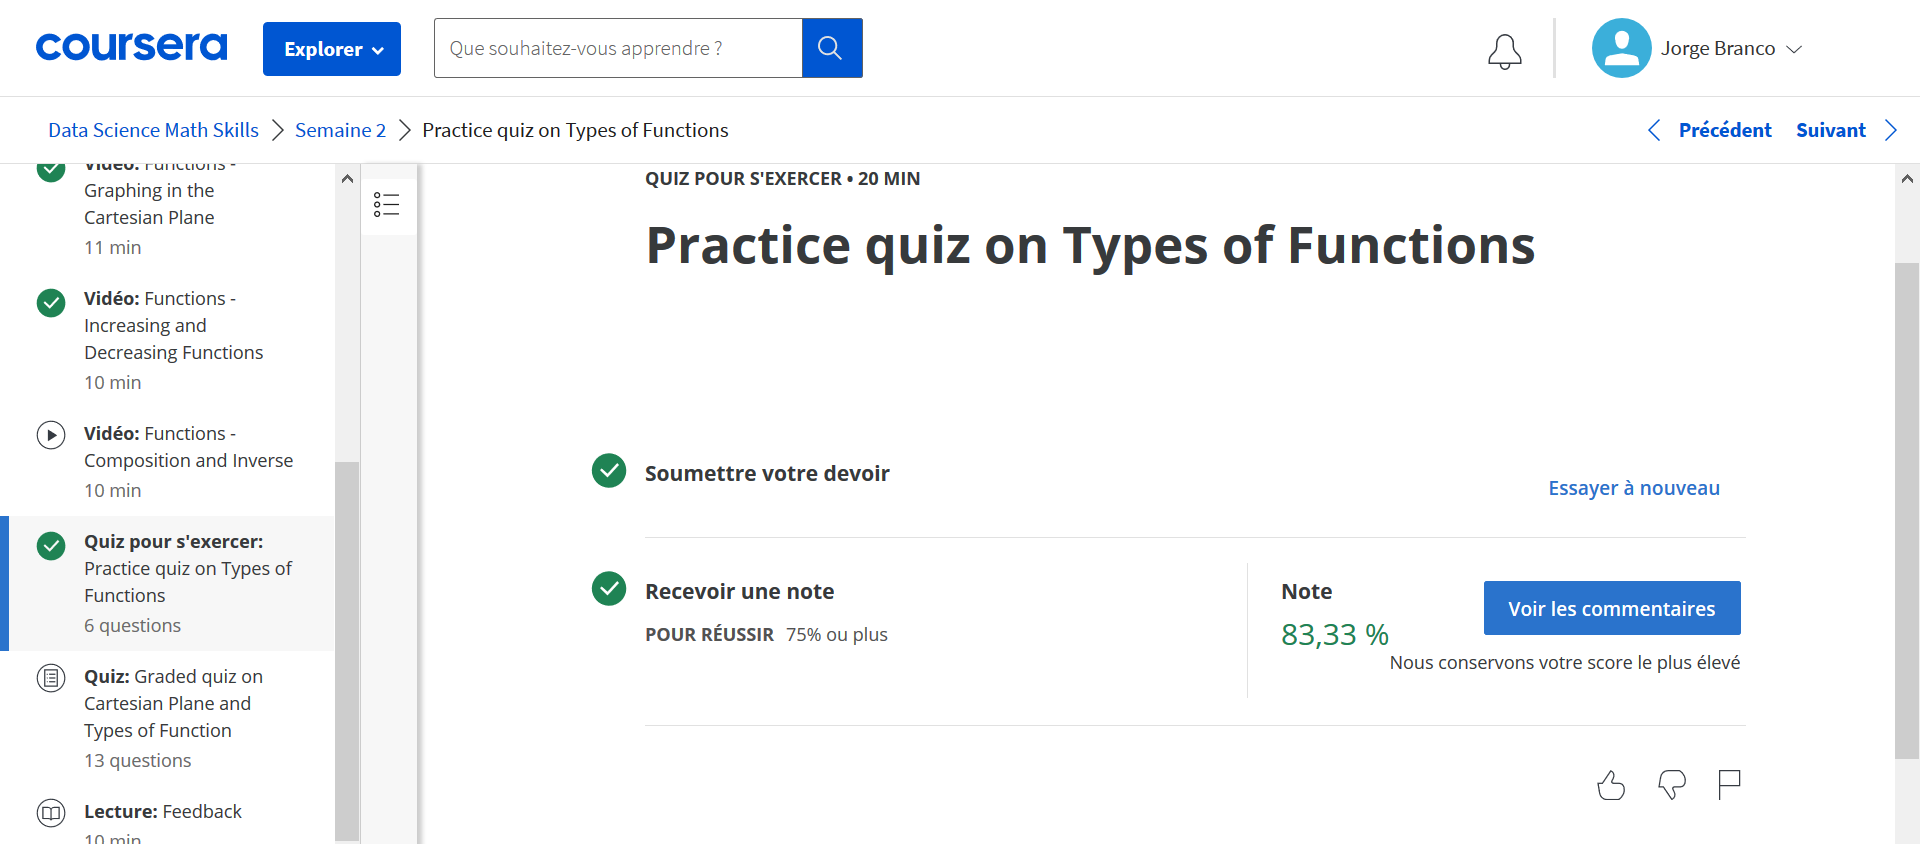 coursera
Explorer
Que souhaitez-vous apprendre ?
Jorge Branco
Data Science Math Skills
Semaine 2
Practice quiz on Types of Functions
Précédent
Suivant
Vidéo: Functions -
Graphing in the
Cartesian Plane
11 min
Vidéo: Functions -
Increasing and
Decreasing Functions
10 min
Vidéo: Functions -
Composition and Inverse
10 min
Quiz pour s'exercer:
Practice quiz on Types of
Functions
6 questions
Quiz: Graded quiz on
Cartesian Plane and
Types of Function
13 questions
Lecture: Feedback
10 min
QUIZ POUR S'EXERCER • 20 MIN
Practice quiz on Types of Functions
Soumettre votre devoir
Essayer à nouveau
Recevoir une note
POUR RÉUSSIR 75% ou plus
Note
83,33 %
Voir les commentaires
Nous conservons votre score le plus élevé